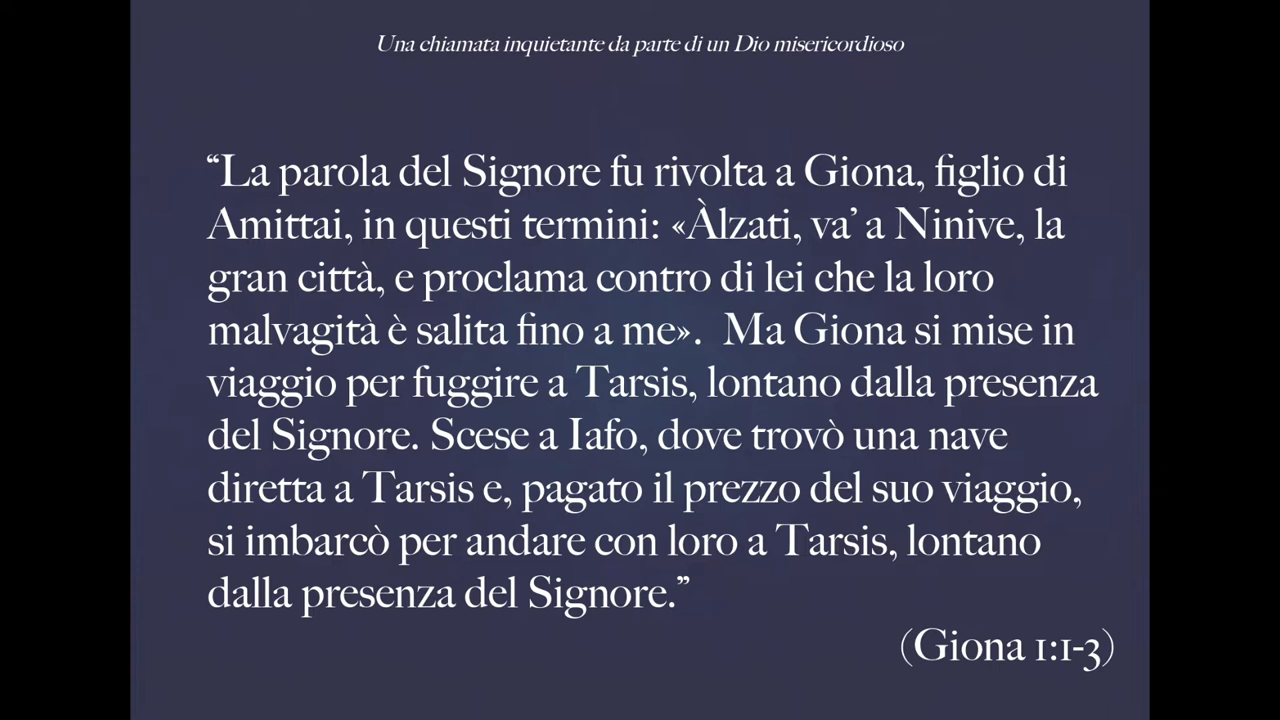 Una chiamata inquietante da parte di un Dio misericordioso
“La parola del Signore fu rivolta a Giona, figlio di
Amittai, in questi termini: «Àlzati, va’ a Ninive, la
gran città, e proclama contro di lei che la loro
malvagità è salita fino a me».  Ma Giona si mise in
viaggio per fuggire a Tarsis, lontano dalla presenza
del Signore. Scese a Iafo, dove trovò una nave
diretta a Tarsis e, pagato il prezzo del suo viaggio,
si imbarcò per andare con loro a Tarsis, lontano
dalla presenza del Signore.”
(Giona 1:1-3)